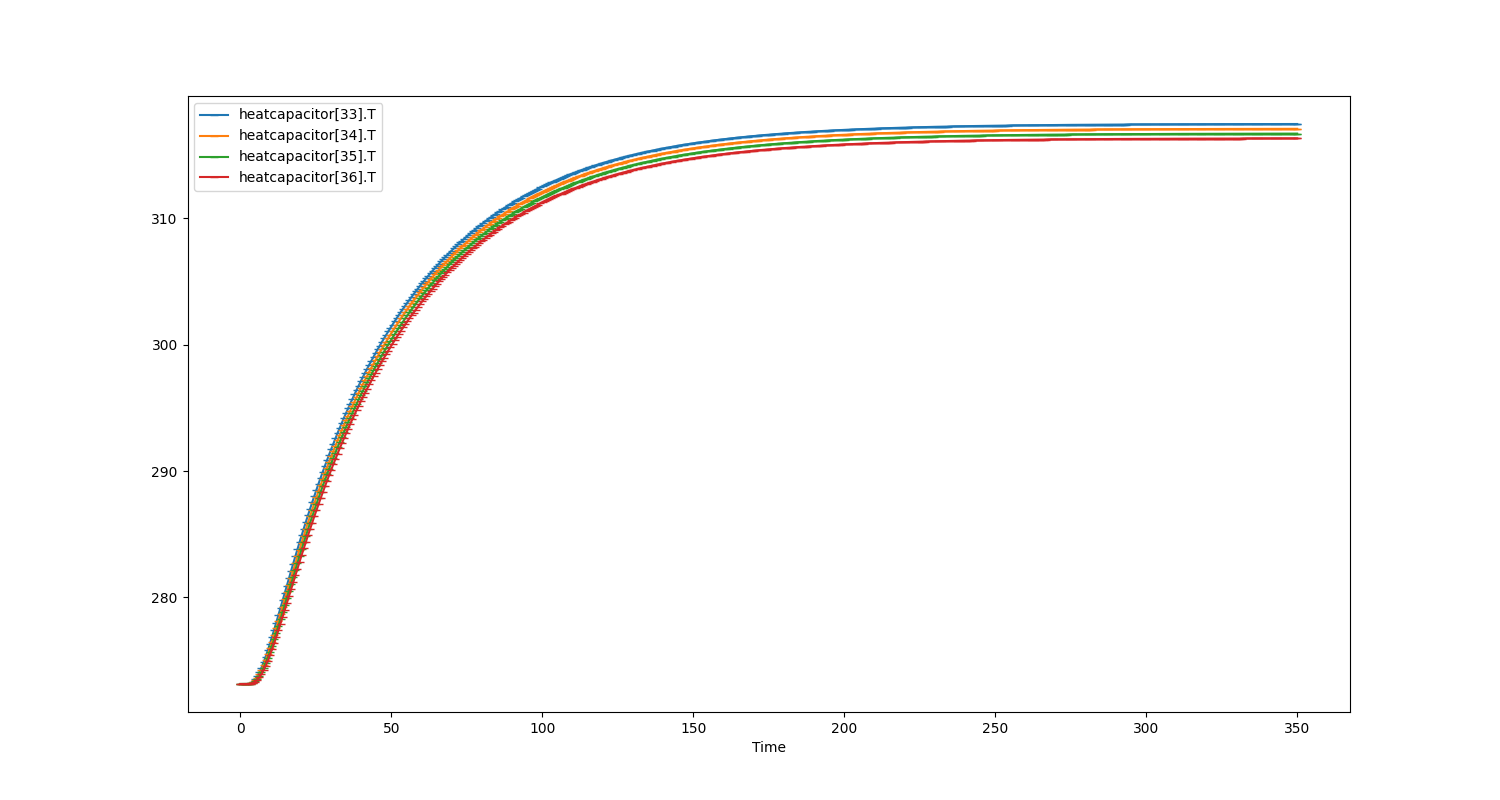 heatcapacitor[33].T
heatcapacitor[34].T
heatcapacitor[35].T
heatcapacitor[36].T
310
300
290
280
0 50 100 150 200 250 300 350
Time